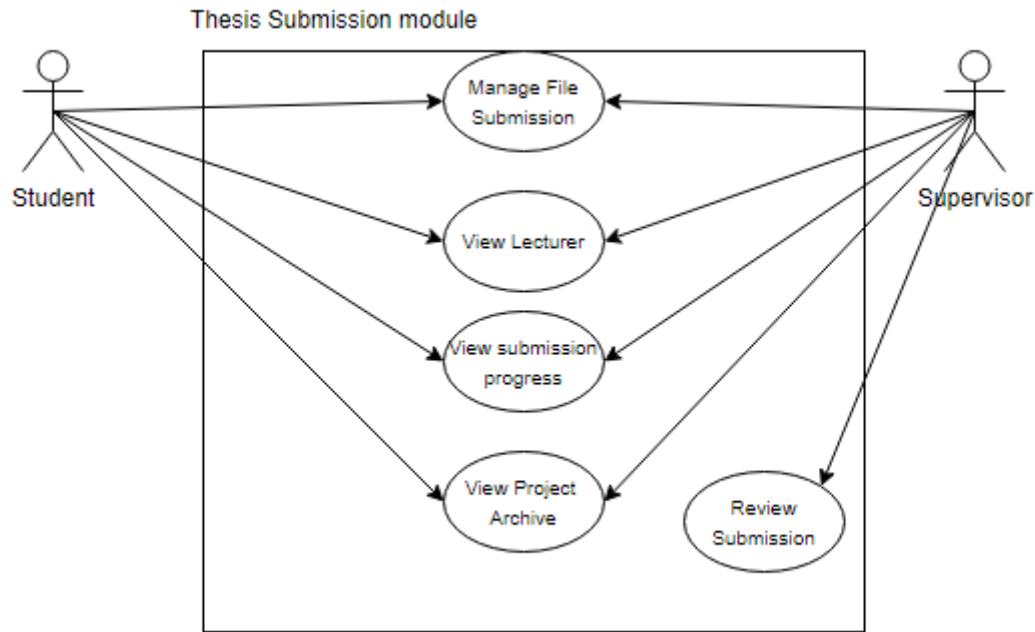 Thesis Submission module
Manage File
Submission
Student
Supervisor
View Lecturer
View submission
progress
View Project
Archive
Review
Submission